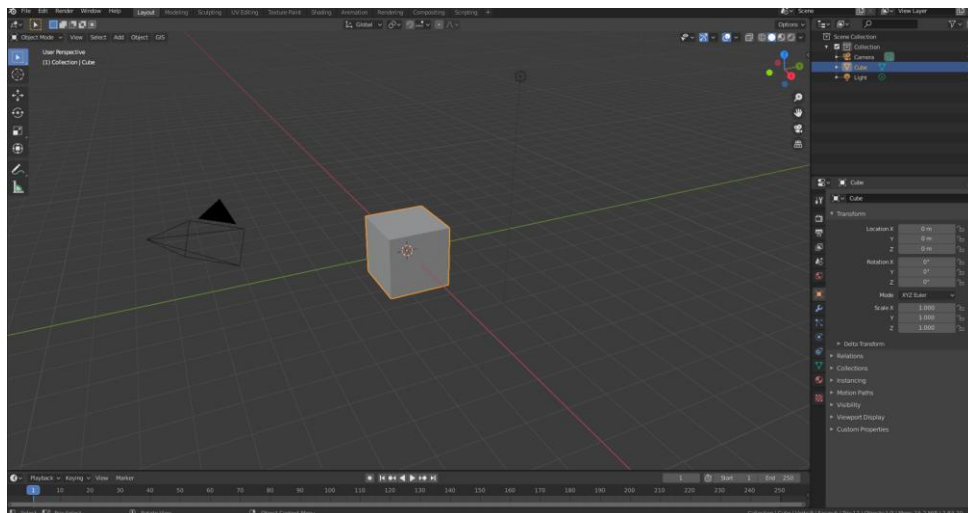 File Edit Render Window Help Layout Modeling Sculpting UV Editing Texture Paint Shading Animation Rendering Compositing Scripting + Scene View Layer
Global Options
Object Mode View Select Add Object GIS
User Perspective
(1) Collection | Cube
Scene Collection
Collection
Camera
Cube
Light
Cube
Cube
Transform
Location X 0 m
Y 0 m
Z 0 m
Rotation X 0°
Y 0°
Z 0°
Mode XYZ Euler
Scale X 1.000
Y 1.000
Z 1.000
Delta Transform
Relations
Collections
Instancing
Motion Paths
Visibility
Viewport Display
Custom Properties
Playback Keying View Marker 1 Start 1 End 250
1 10 20 30 40 50 60 70 80 90 100 110 120 130 140 150 160 170 180 190 200 210 220 230 240 250